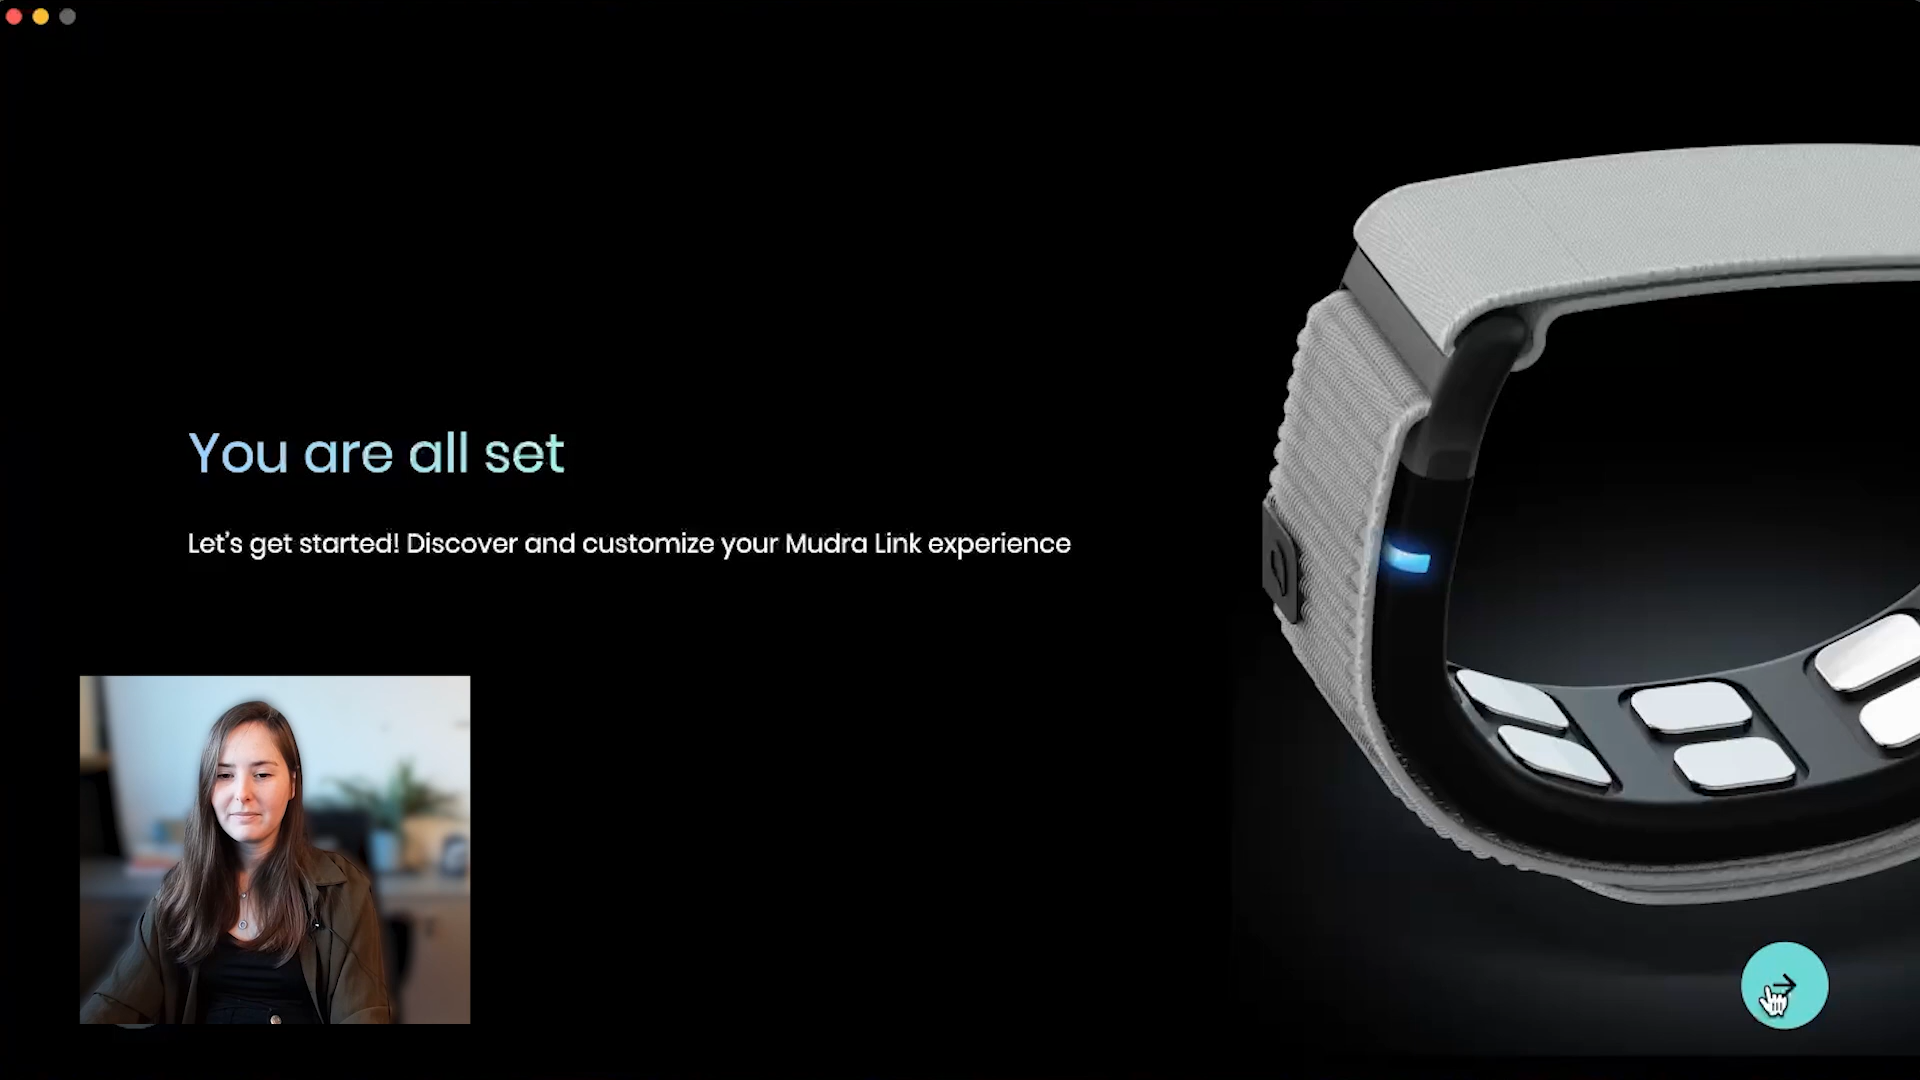 You are all set
Let's get started! Discover and customize your Mudra Link experience